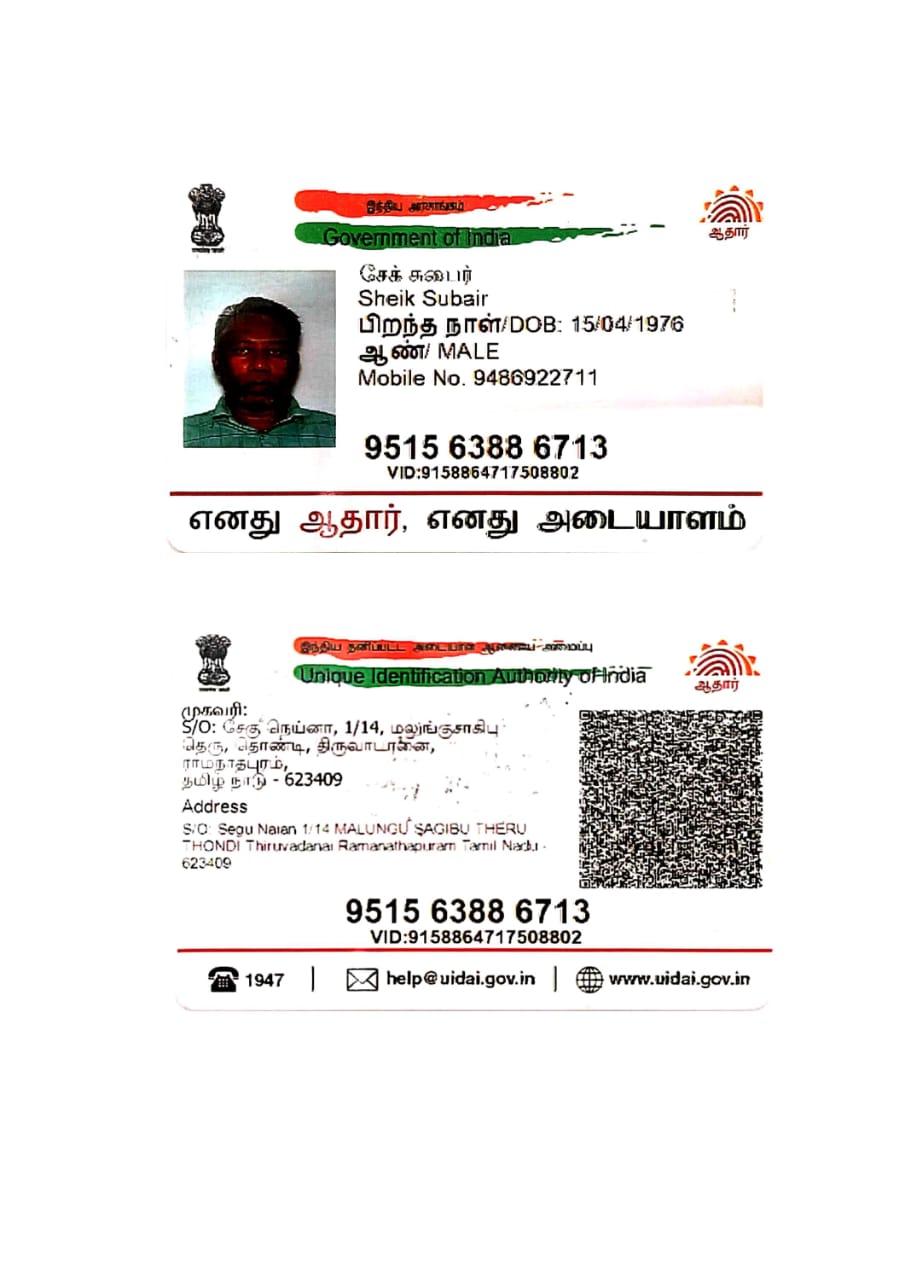 இந்திய அரசாங்கம்
Government of India
ஆதார்
சேக் சுபைர்
Sheik Subair
பிறந்த நாள்/DOB: 15/04/1976
ஆண்/ MALE
Mobile No. 9486922711
9515 6388 6713
VID:9158864717508802
எனது ஆதார், எனது அடையாளம்
இந்திய தனிப்பட்ட அடையாள ஆணைய அமைப்பு
Unique Identification Authority of India
ஆதார்
முகவரி:
S/O: சேகு நெய்னா, 1/14, மலுங்குசாகிபு
தெரு, தொண்டி, திருவாடானை,
ராமநாதபுரம்,
தமிழ் நாடு - 623409
Address
S/O: Segu Naian 1/14 MALUNGU SAGIBU THERU
THONDI Thiruvadanai Ramanathapuram Tamil Nadu -
623409
9515 6388 6713
VID:9158864717508802
1947 | help@uidai.gov.in | www.uidai.gov.in